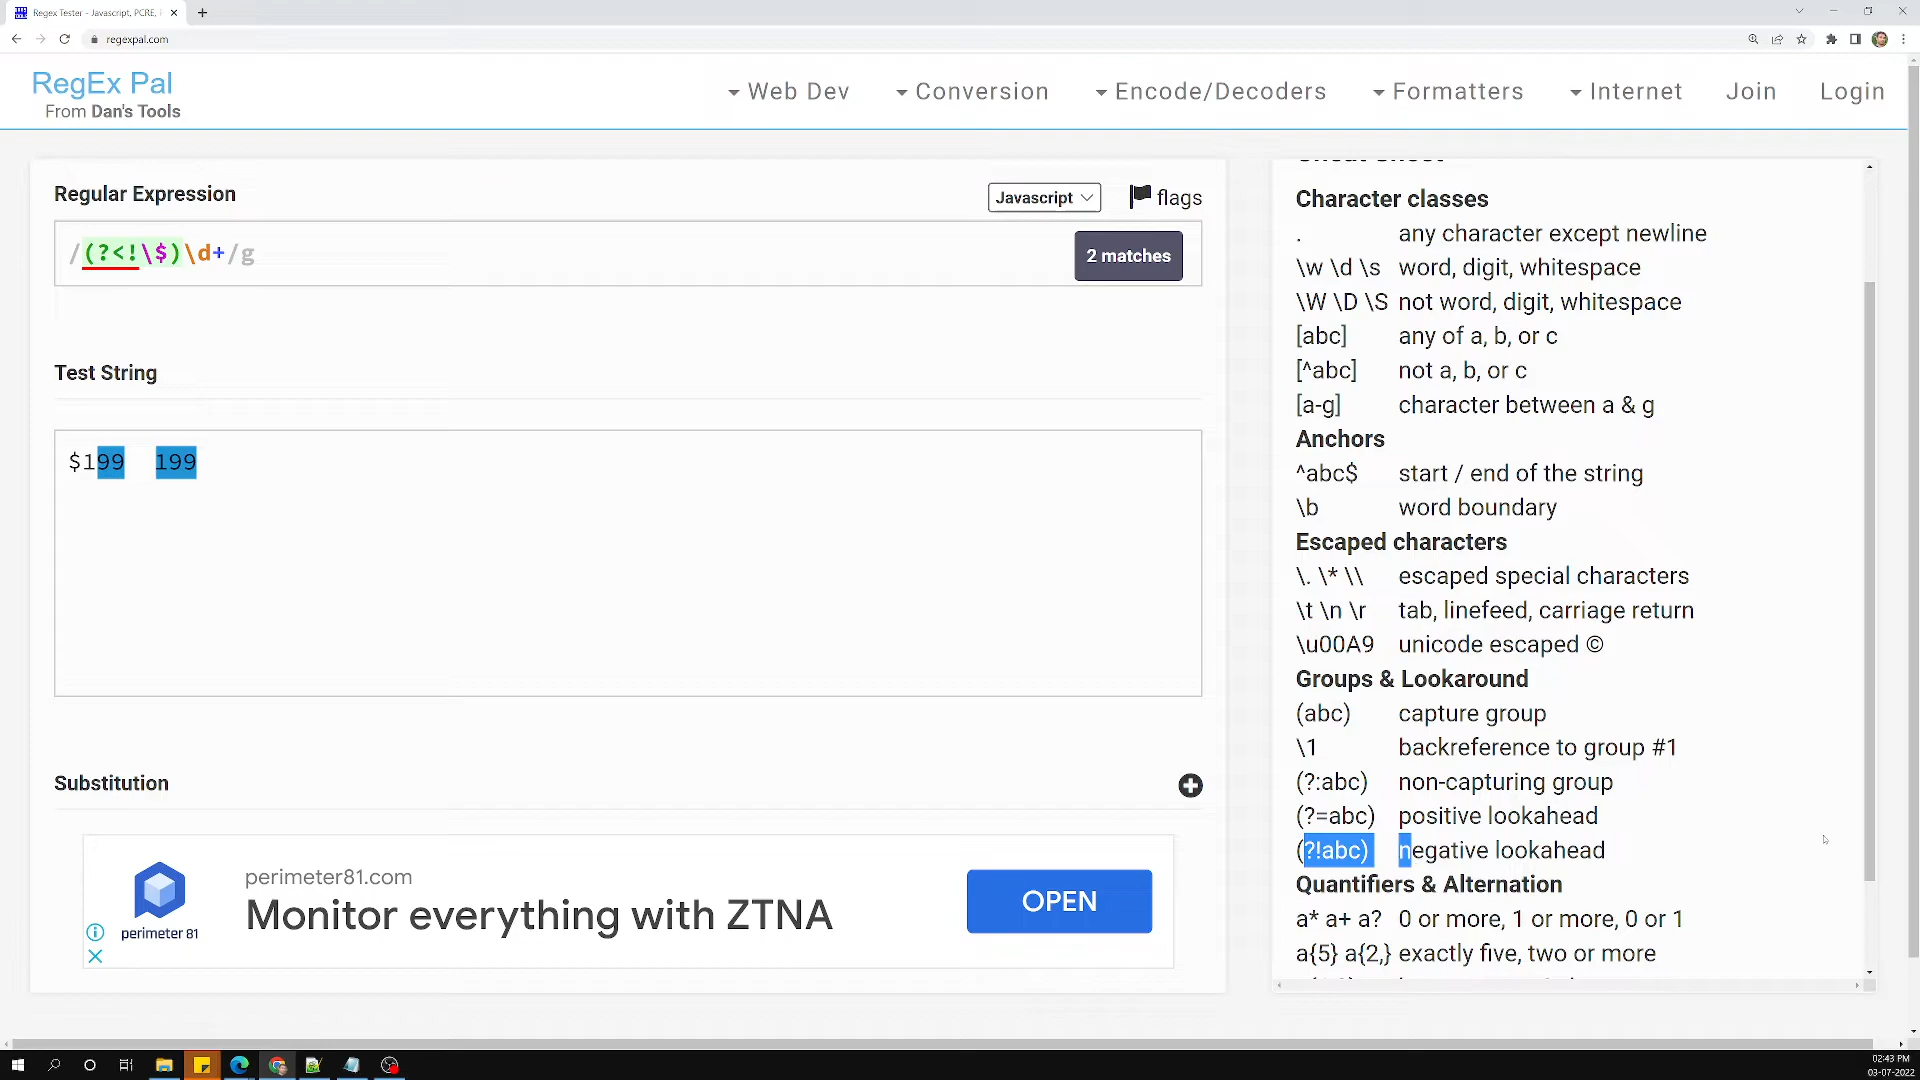 Regex Tester - Javascript, PCRE,
regexpal.com
RegEx Pal
From Dan's Tools
Web Dev
Conversion
Encode/Decoders
Formatters
Internet
Join
Login
Regular Expression
Javascript
flags
/(?<!\$)\d+/g
2 matches
Test String
$199 199
Substitution
perimeter 81
perimeter81.com
Monitor everything with ZTNA
OPEN
Character classes
. any character except newline
\w \d \s word, digit, whitespace
\W \D \S not word, digit, whitespace
[abc] any of a, b, or c
[^abc] not a, b, or c
[a-g] character between a & g
Anchors
^abc$ start / end of the string
\b word boundary
Escaped characters
\. \* \\ escaped special characters
\t \n \r tab, linefeed, carriage return
\u00A9 unicode escaped ©
Groups & Lookaround
(abc) capture group
\1 backreference to group #1
(?:abc) non-capturing group
(?=abc) positive lookahead
(?!abc) negative lookahead
Quantifiers & Alternation
a* a+ a? 0 or more, 1 or more, 0 or 1
a{5} a{2,} exactly five, two or more
02:43 PM
03-07-2022